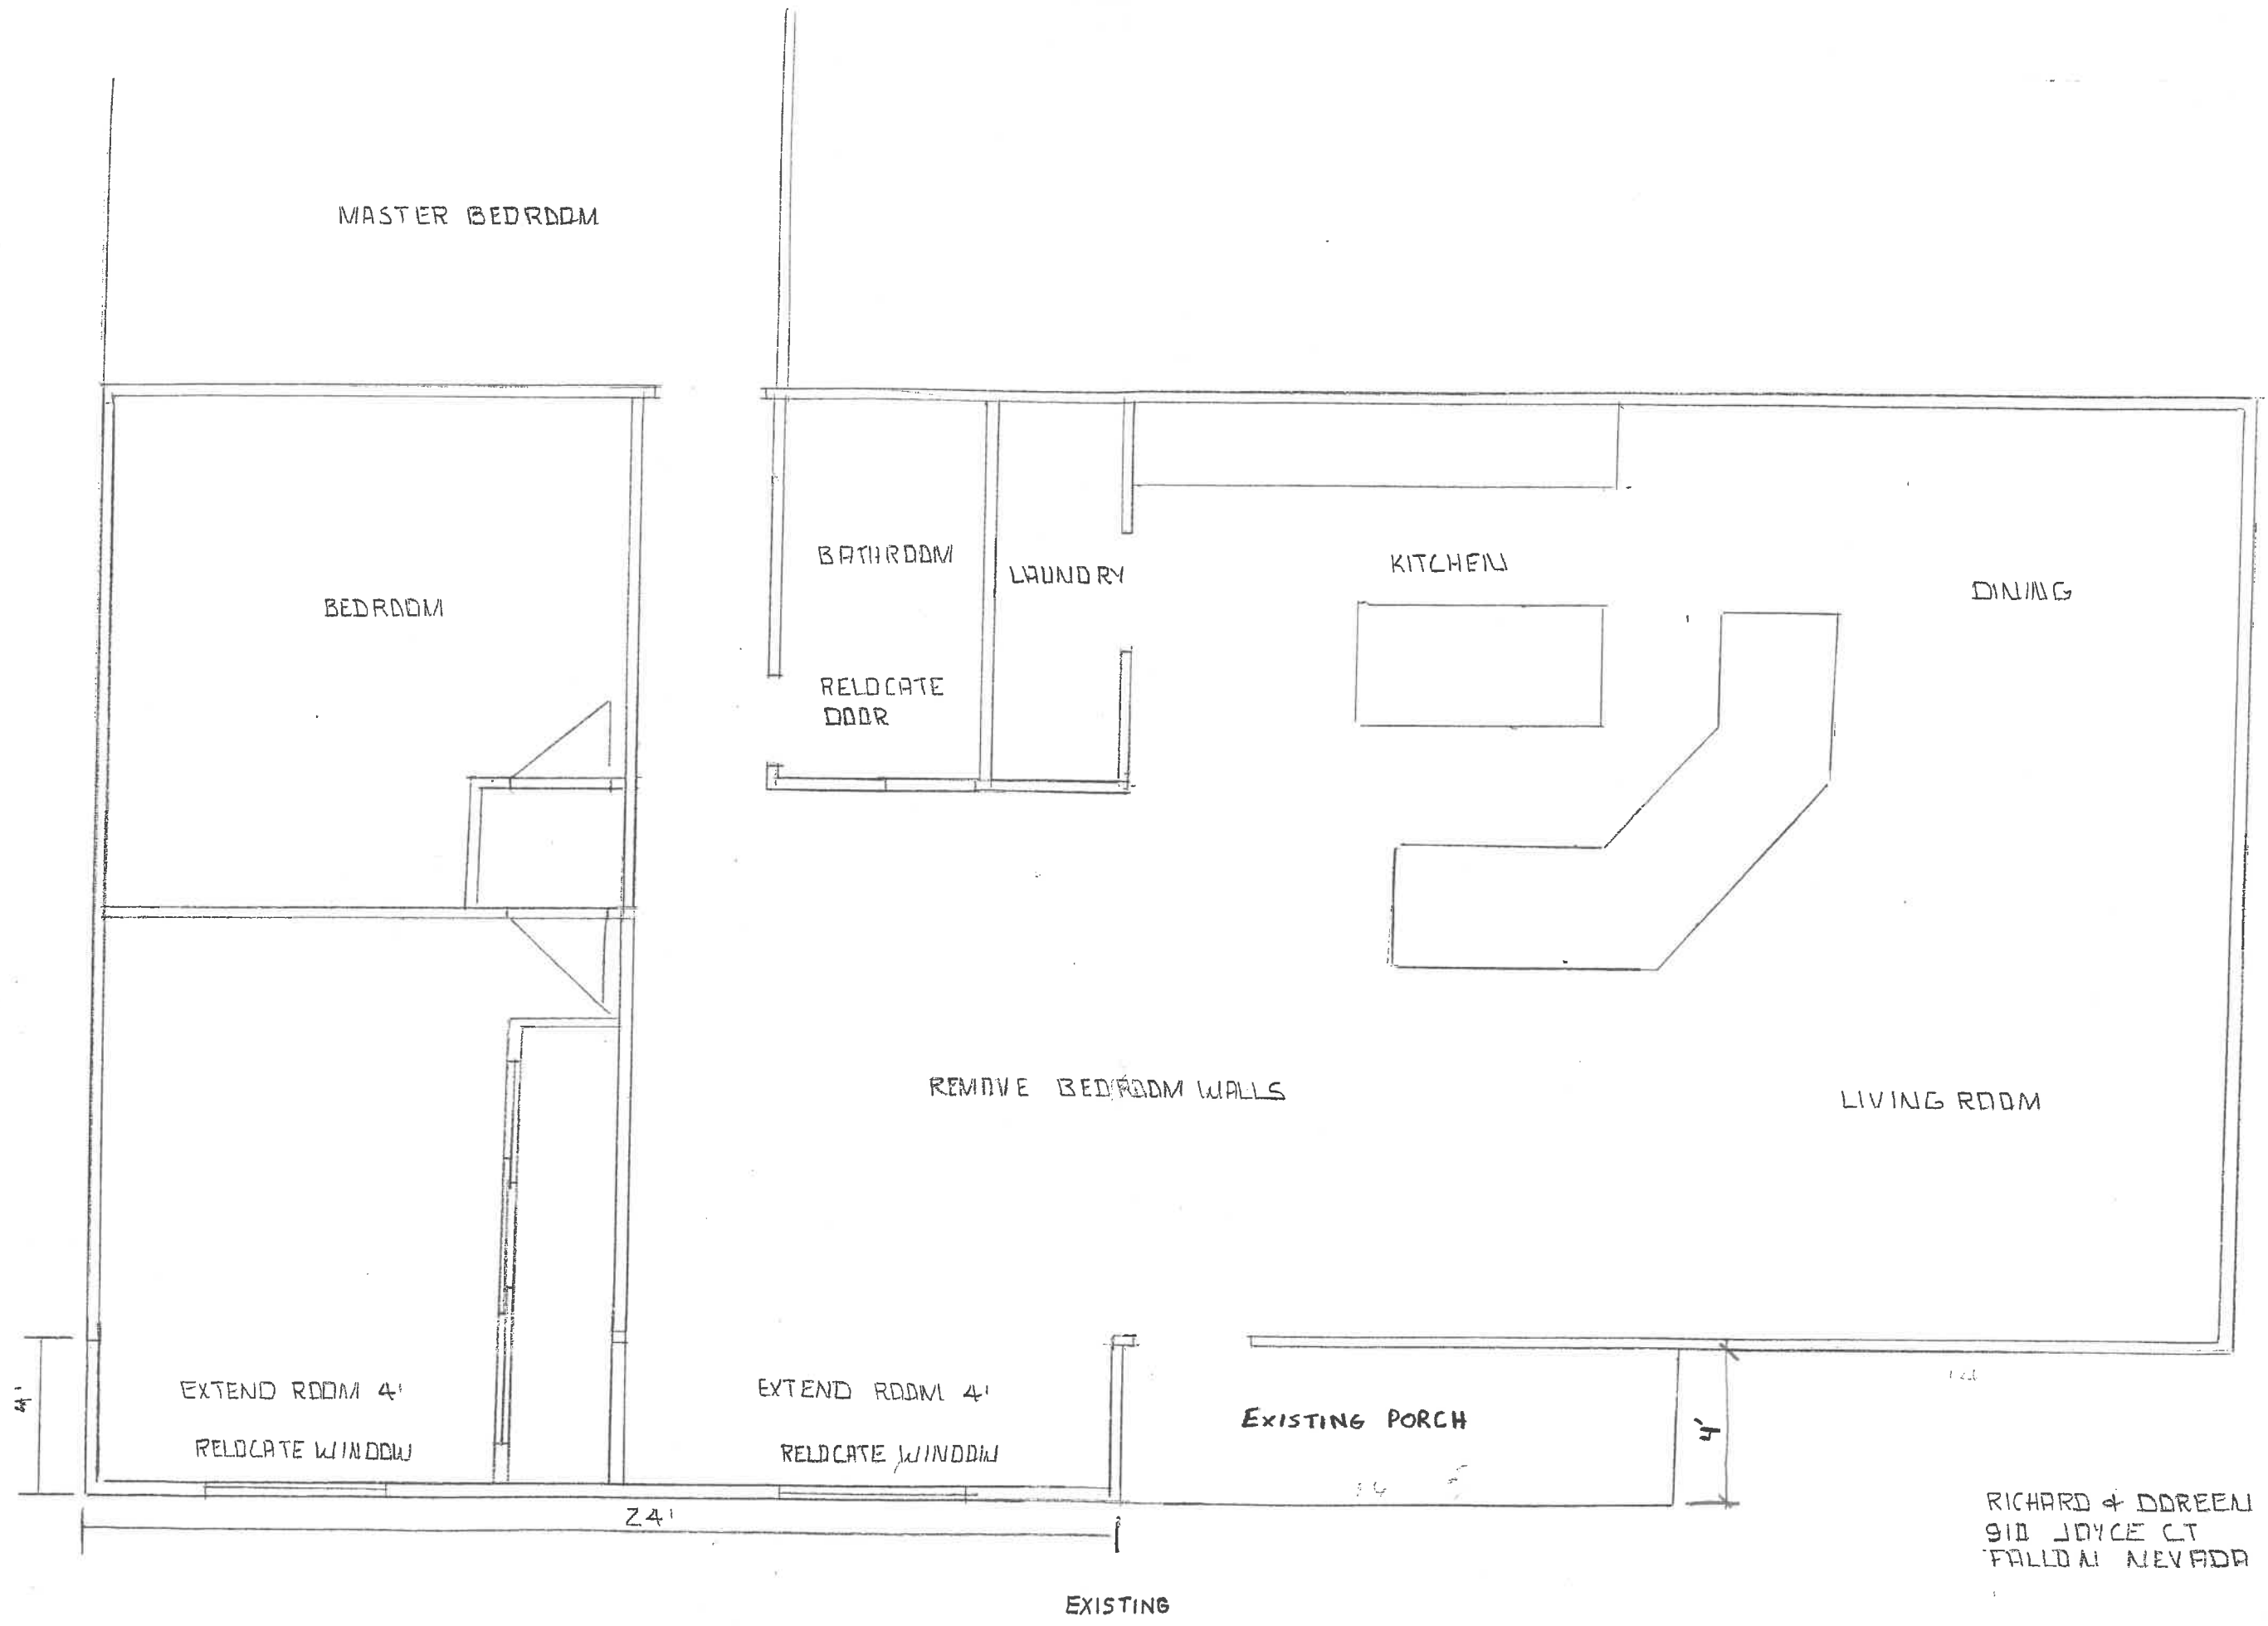 MASTER BEDROOM
BATHROOM
LAUNDRY
KITCHEN
DINING
BEDROOM
RELOCATE
DOOR
REMOVE BEDROOM WALLS
LIVING ROOM
EXTEND ROOM 4'
RELOCATE WINDOW
EXTEND ROOM 4'
RELOCATE WINDOW
EXISTING PORCH
4'
4'
24'
RICHARD & DOREEN
910 JOYCE CT
FALLON NEVADA
EXISTING